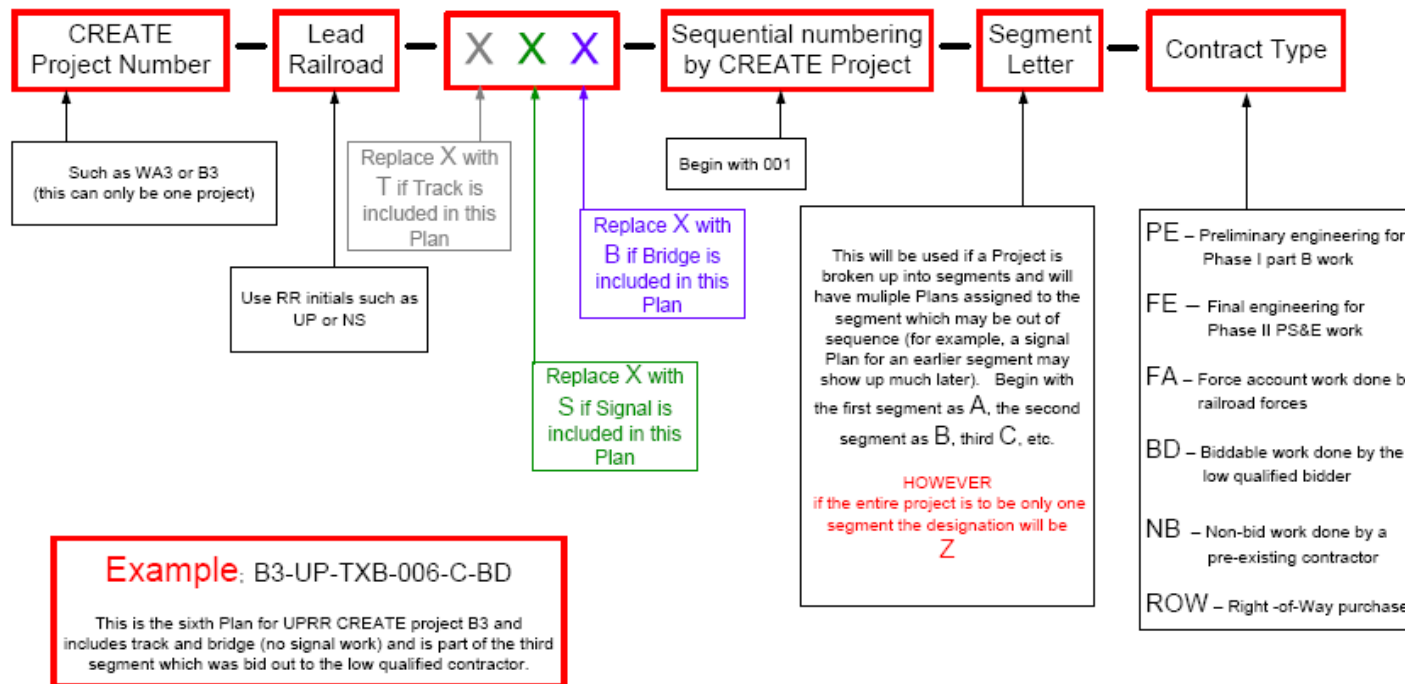 CREATE
Project Number
Lead
Railroad
X X X
Sequential numbering
by CREATE Project
Segment
Letter
Contract Type
Such as WA3 or B3
(this can only be one project)
Use RR initials such as
UP or NS
Replace X with
T if Track is
included in this
Plan
Replace X with
S if Signal is
included in this
Plan
Replace X with
B if Bridge is
included in this
Plan
Begin with 001
This will be used if a Project is
broken up into segments and will
have muliple Plans assigned to the
segment which may be out of
sequence (for example, a signal
Plan for an earlier segment may
show up much later). Begin with
the first segment as A, the second
segment as B, third C, etc.
HOWEVER
if the entire project is to be only one
segment the designation will be
Z
PE – Preliminary engineering for
Phase I part B work
FE – Final engineering for
Phase II PS&E work
FA – Force account work done b
railroad forces
BD – Biddable work done by the
low qualified bidder
NB – Non-bid work done by a
pre-existing contractor
ROW – Right -of-Way purchase
Example: B3-UP-TXB-006-C-BD
This is the sixth Plan for UPRR CREATE project B3 and
includes track and bridge (no signal work) and is part of the third
segment which was bid out to the low qualified contractor.